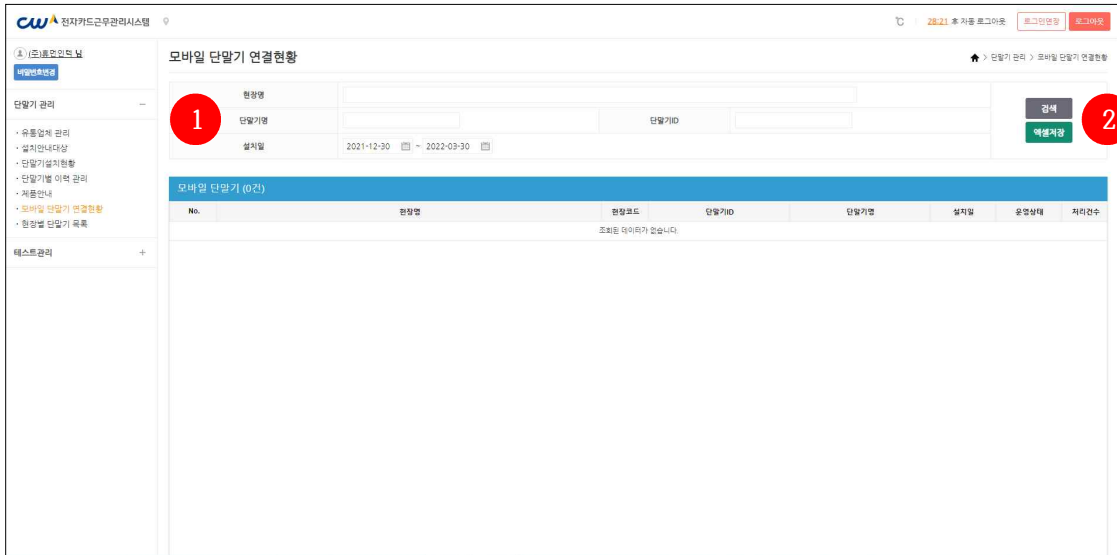 CW 전자카드근무관리시스템
℃ 28:21 후 자동 로그아웃 로그인연장 로그아웃
(주)휴먼인력 님
비밀번호변경
단말기 관리 −
· 유통업체 관리
· 설치안내대상
· 단말기설치현황
· 단말기별 이력 관리
· 제품안내
· 모바일 단말기 연결현황
· 현장별 단말기 목록
테스트관리 +
모바일 단말기 연결현황
> 단말기 관리 > 모바일 단말기 연결현황
1
현장명
단말기명 단말기ID
설치일 2021-12-30 ~ 2022-03-30
검색
엑셀저장
2
모바일 단말기 (0건)
No. 현장명 현장코드 단말기ID 단말기명 설치일 운영상태 처리건수
조회된 데이터가 없습니다.